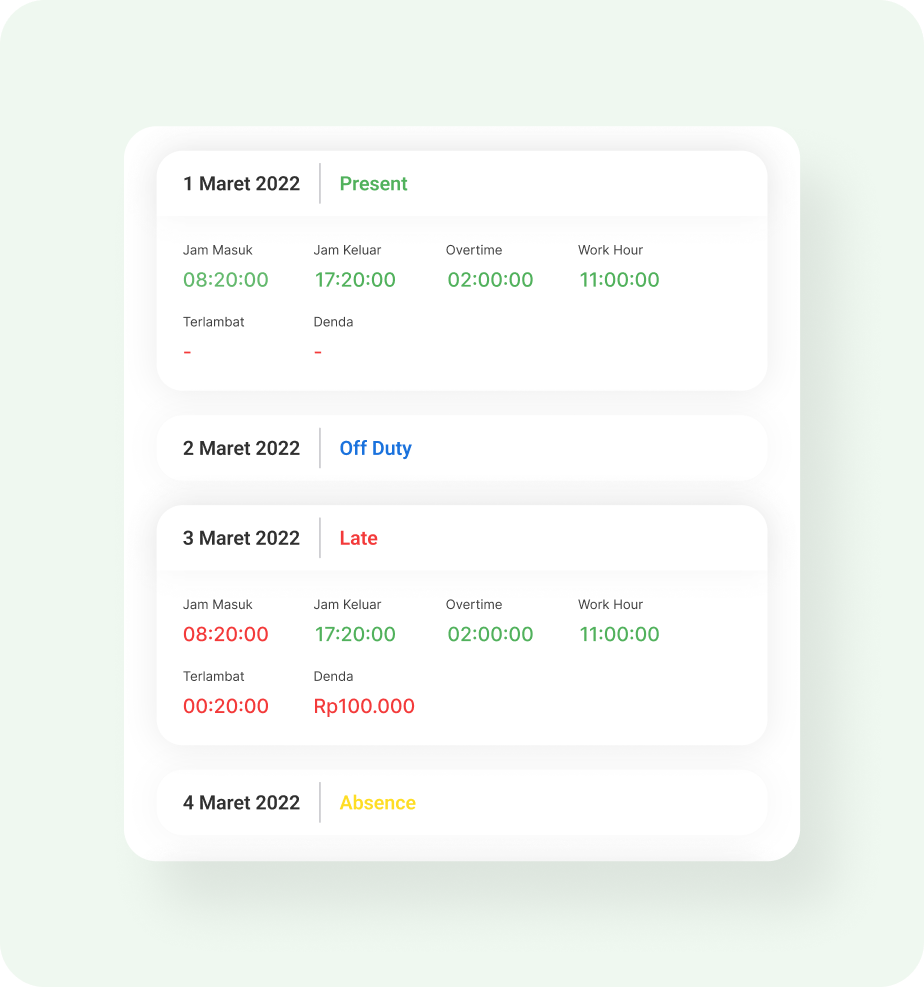 1 Maret 2022 Present
Jam Masuk Jam Keluar Overtime Work Hour
08:20:00 17:20:00 02:00:00 11:00:00
Terlambat Denda
- -
2 Maret 2022 Off Duty
3 Maret 2022 Late
Jam Masuk Jam Keluar Overtime Work Hour
08:20:00 17:20:00 02:00:00 11:00:00
Terlambat Denda
00:20:00 Rp100.000
4 Maret 2022 Absence